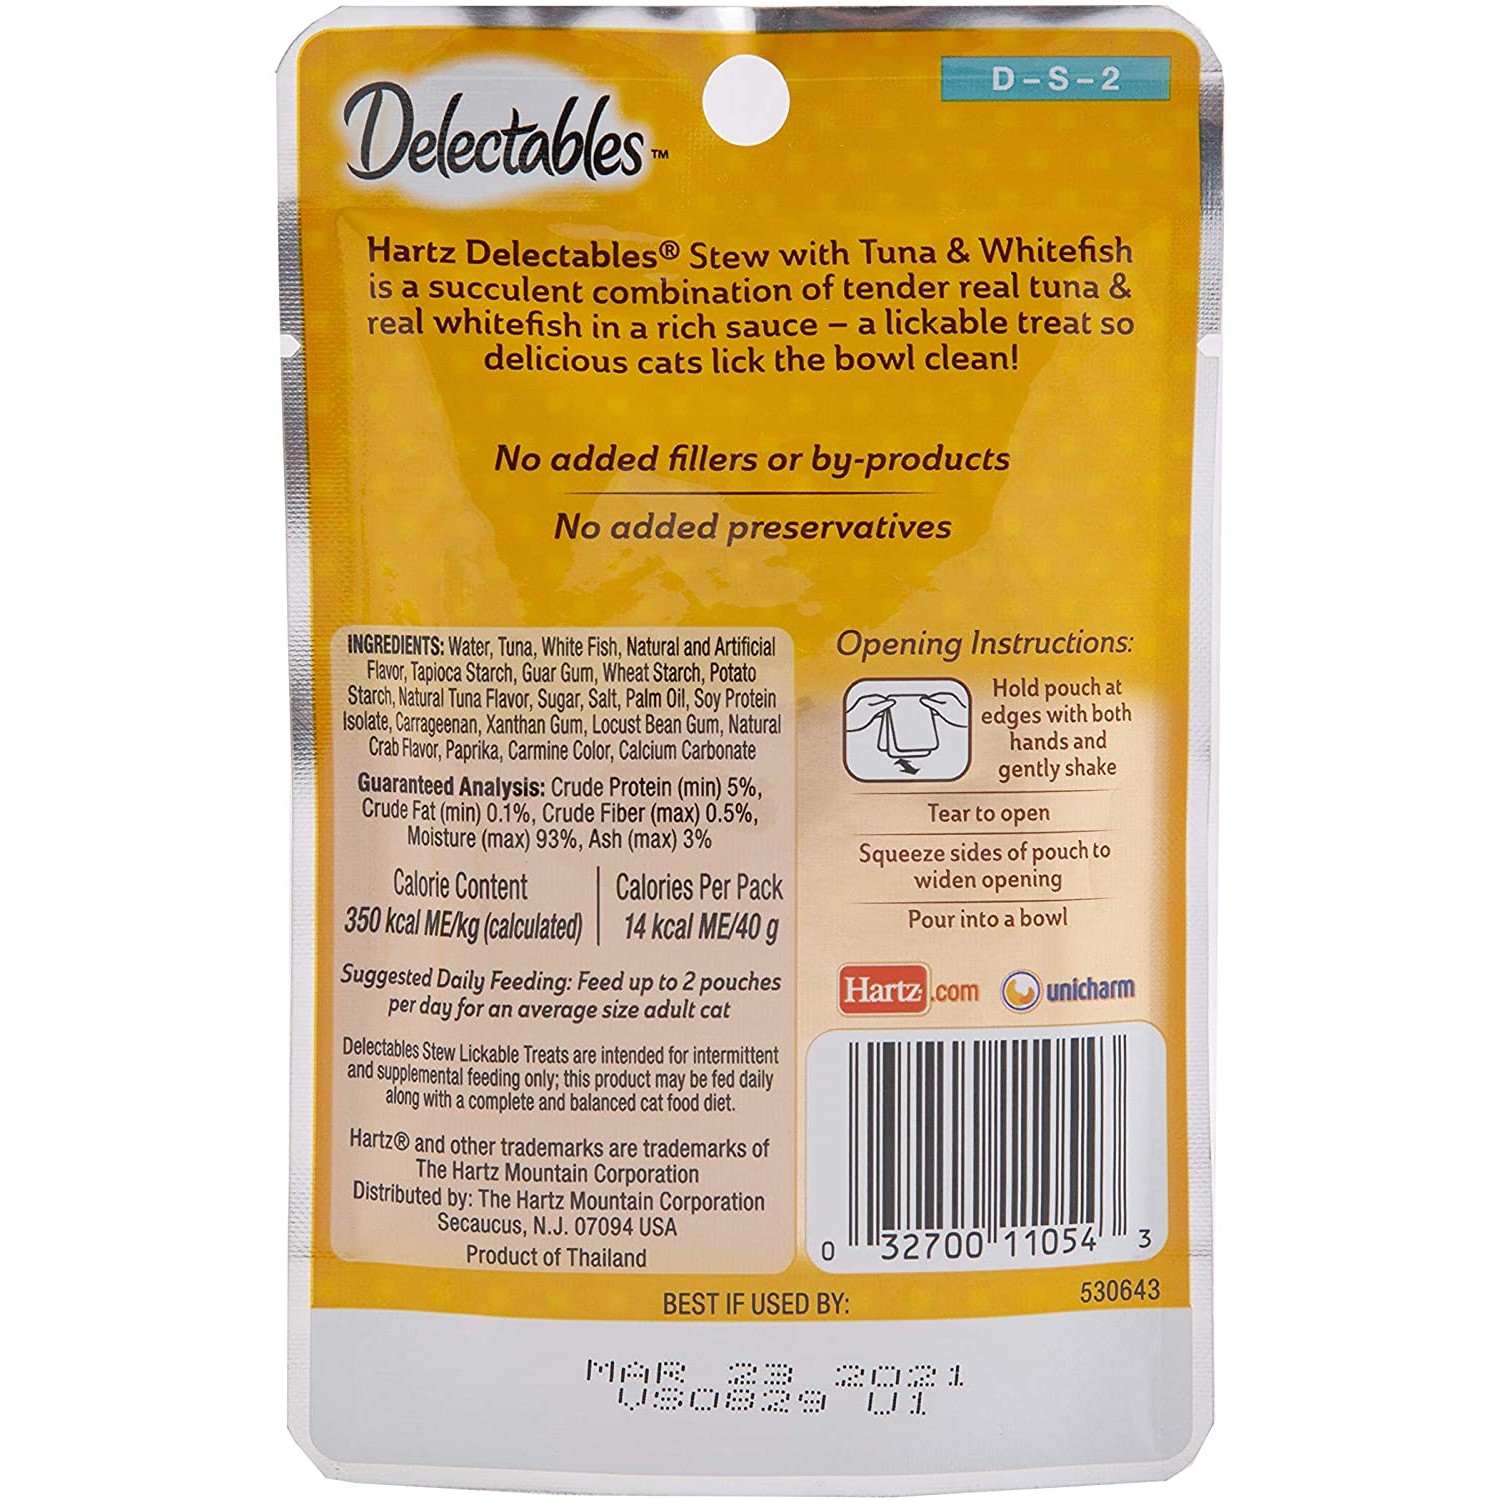 Delectables™
D-S-2
Hartz Delectables® Stew with Tuna & Whitefish
is a succulent combination of tender real tuna &
real whitefish in a rich sauce – a lickable treat so
delicious cats lick the bowl clean!
No added fillers or by-products
No added preservatives
INGREDIENTS: Water, Tuna, White Fish, Natural and Artificial
Flavor, Tapioca Starch, Guar Gum, Wheat Starch, Potato
Starch, Natural Tuna Flavor, Sugar, Salt, Palm Oil, Soy Protein
Isolate, Carrageenan, Xanthan Gum, Locust Bean Gum, Natural
Crab Flavor, Paprika, Carmine Color, Calcium Carbonate
Guaranteed Analysis: Crude Protein (min) 5%,
Crude Fat (min) 0.1%, Crude Fiber (max) 0.5%,
Moisture (max) 93%, Ash (max) 3%
Calorie Content
350 kcal ME/kg (calculated)
Calories Per Pack
14 kcal ME/40 g
Suggested Daily Feeding: Feed up to 2 pouches
per day for an average size adult cat
Delectables Stew Lickable Treats are intended for intermittent
and supplemental feeding only; this product may be fed daily
along with a complete and balanced cat food diet.
Hartz® and other trademarks are trademarks of
The Hartz Mountain Corporation
Distributed by: The Hartz Mountain Corporation
Secaucus, N.J. 07094 USA
Product of Thailand
Opening Instructions:
Hold pouch at
edges with both
hands and
gently shake
Tear to open
Squeeze sides of pouch to
widen opening
Pour into a bowl
Hartz.com
unicharm
0 32700 11054 3
530643
BEST IF USED BY:
MAR 23 2021
VS0829 U1